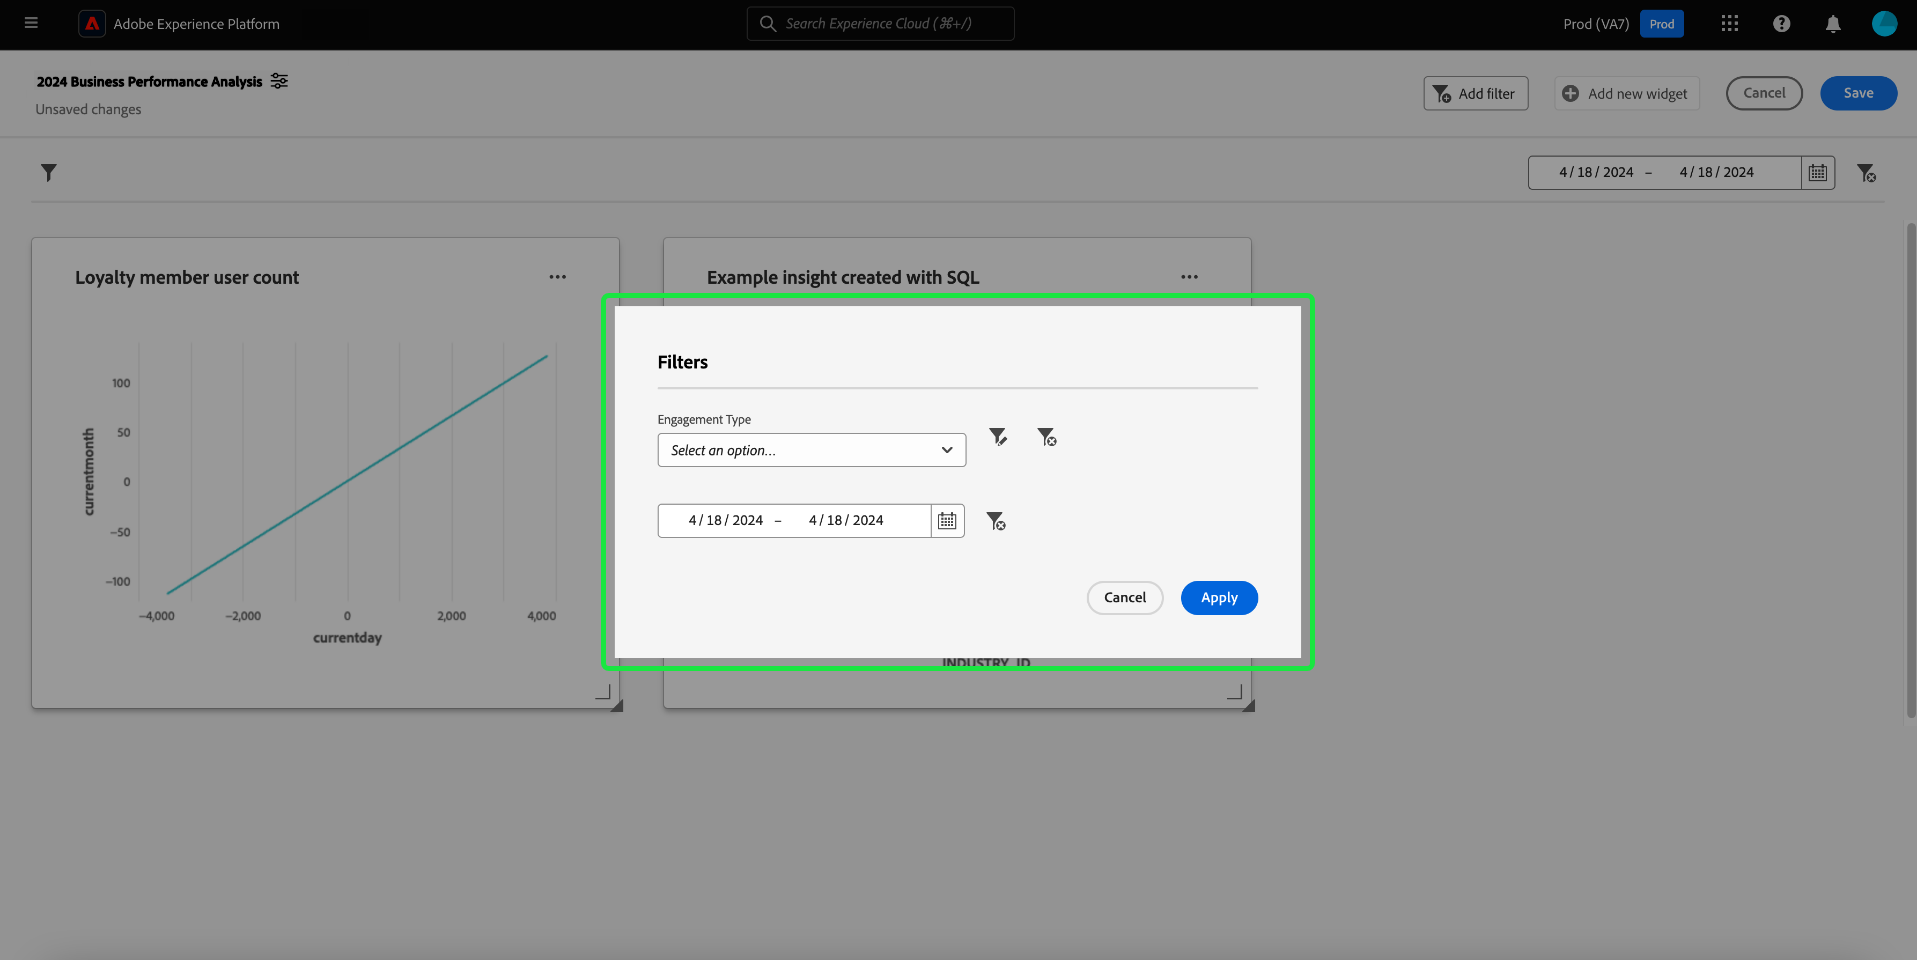 Adobe Experience Platform
Search Experience Cloud (⌘+/)
Prod (VA7)
Prod
2024 Business Performance Analysis
Unsaved changes
Add filter
Add new widget
Cancel
Save
4 / 18 / 2024 – 4 / 18 / 2024
Loyalty member user count
currentmonth
100
50
0
−50
−100
−4,000
−2,000
0
2,000
4,000
currentday
Example insight created with SQL
Filters
Engagement Type
Select an option...
4 / 18 / 2024 – 4 / 18 / 2024
Cancel
Apply
INDUSTRY_ID